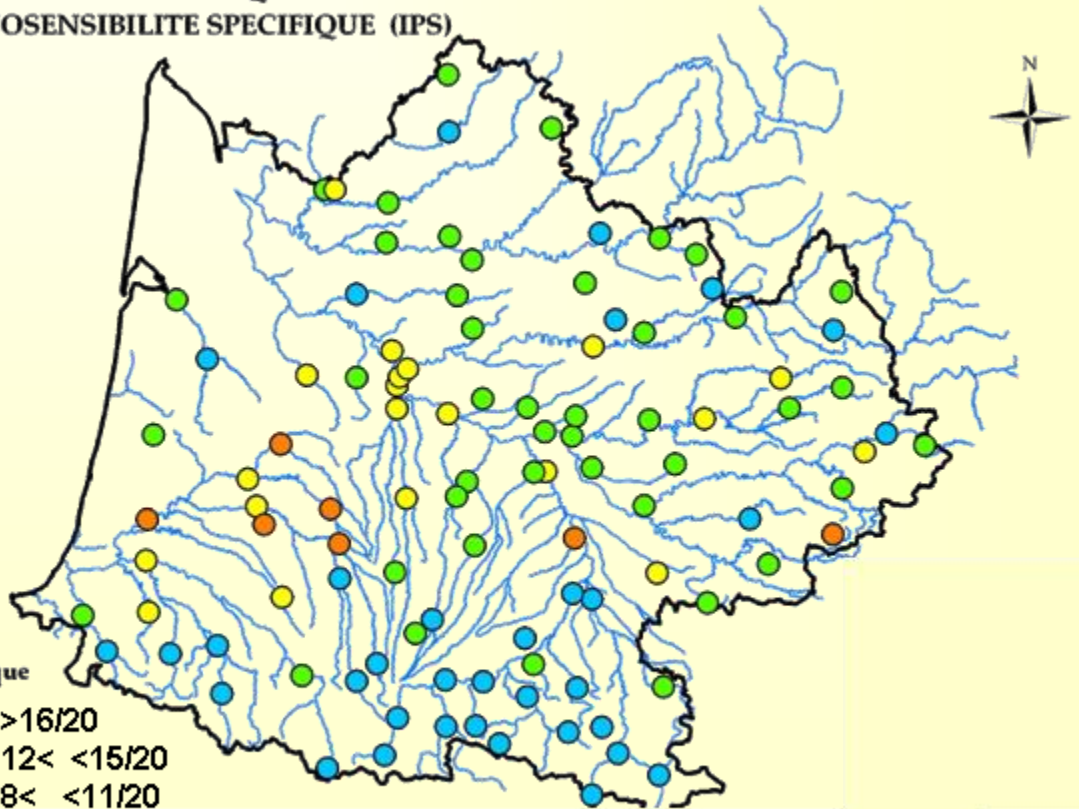 OSENSIBILITE SPECIFIQUE (IPS)
N
que
>16/20
12< <15/20
8< <11/20